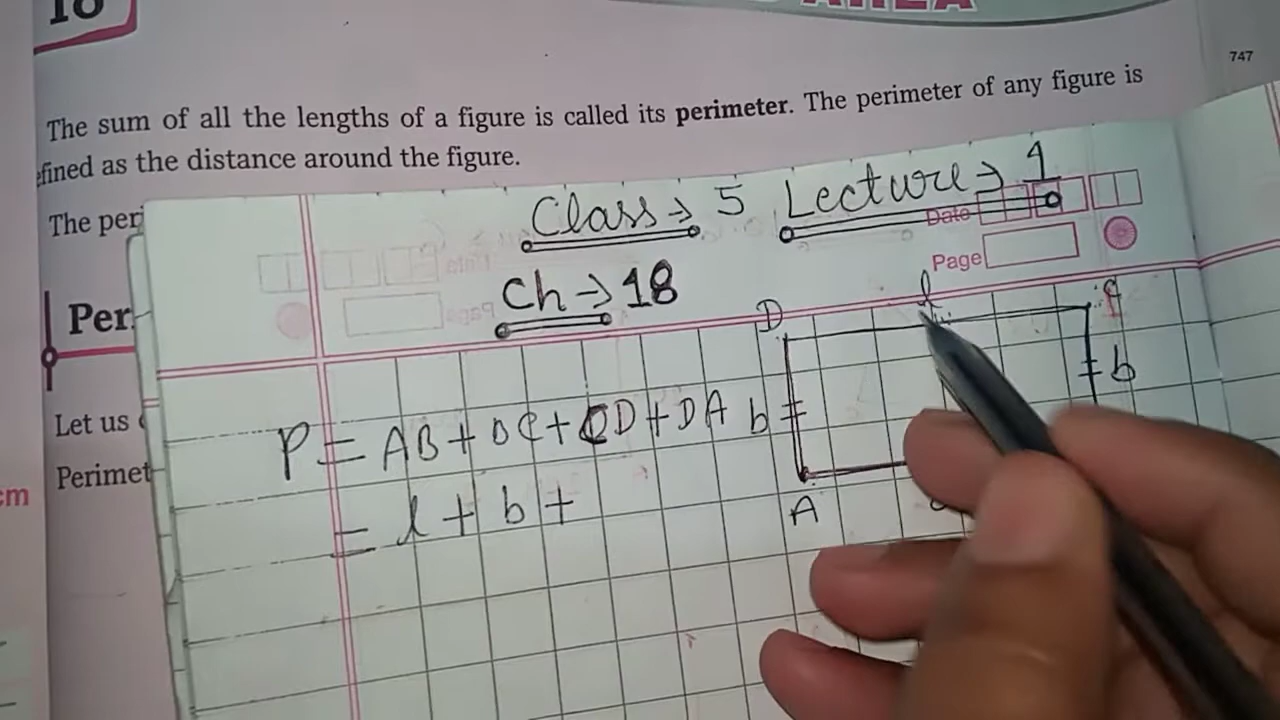 18
AREA
747
The sum of all the lengths of a figure is called its perimeter. The perimeter of any figure is
efined as the distance around the figure.
The per
Class → 5 Lecture → 1
Date
Page
Ch → 18
Per
D l C
b
Let us
P = AB + BC + CD + DA b
Perimet
cm
= l + b +
A